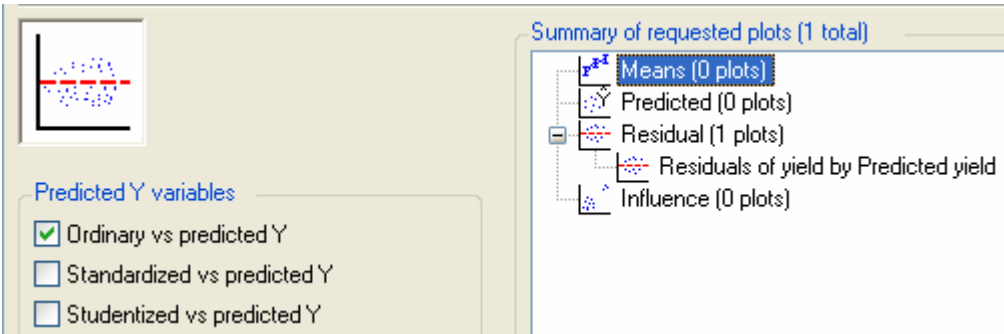 Summary of requested plots (1 total)
Means (0 plots)
Predicted (0 plots)
Residual (1 plots)
Residuals of yield by Predicted yield
Influence (0 plots)
Predicted Y variables
Ordinary vs predicted Y
Standardized vs predicted Y
Studentized vs predicted Y